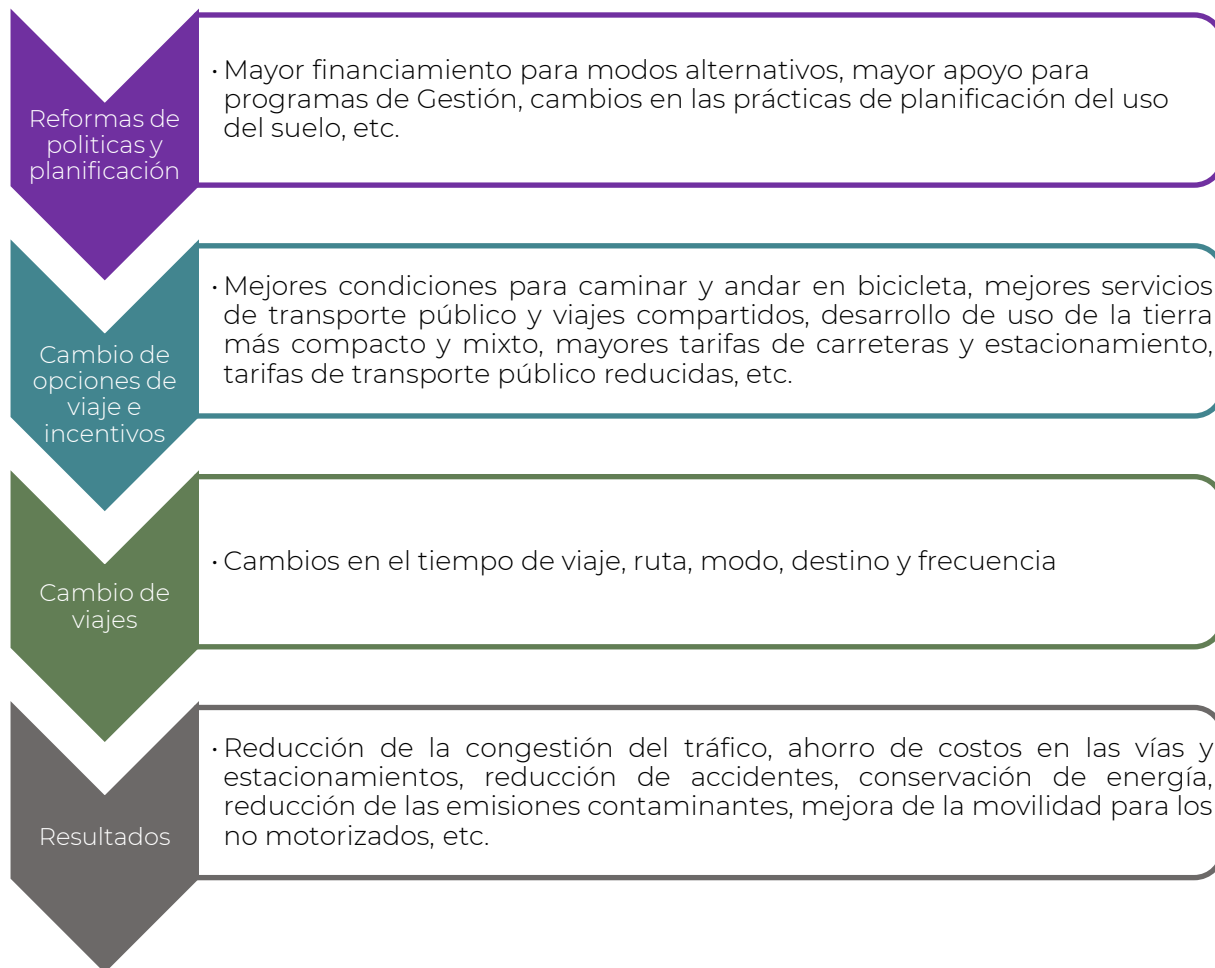 Reformas de
politicas y
planificación
· Mayor financiamiento para modos alternativos, mayor apoyo para
programas de Gestión, cambios en las prácticas de planificación del uso
del suelo, etc.
Cambio de
opciones de
viaje e
incentivos
· Mejores condiciones para caminar y andar en bicicleta, mejores servicios
de transporte público y viajes compartidos, desarrollo de uso de la tierra
más compacto y mixto, mayores tarifas de carreteras y estacionamiento,
tarifas de transporte público reducidas, etc.
Cambio de
viajes
· Cambios en el tiempo de viaje, ruta, modo, destino y frecuencia
Resultados
· Reducción de la congestión del tráfico, ahorro de costos en las vías y
estacionamientos, reducción de accidentes, conservación de energía,
reducción de las emisiones contaminantes, mejora de la movilidad para los
no motorizados, etc.